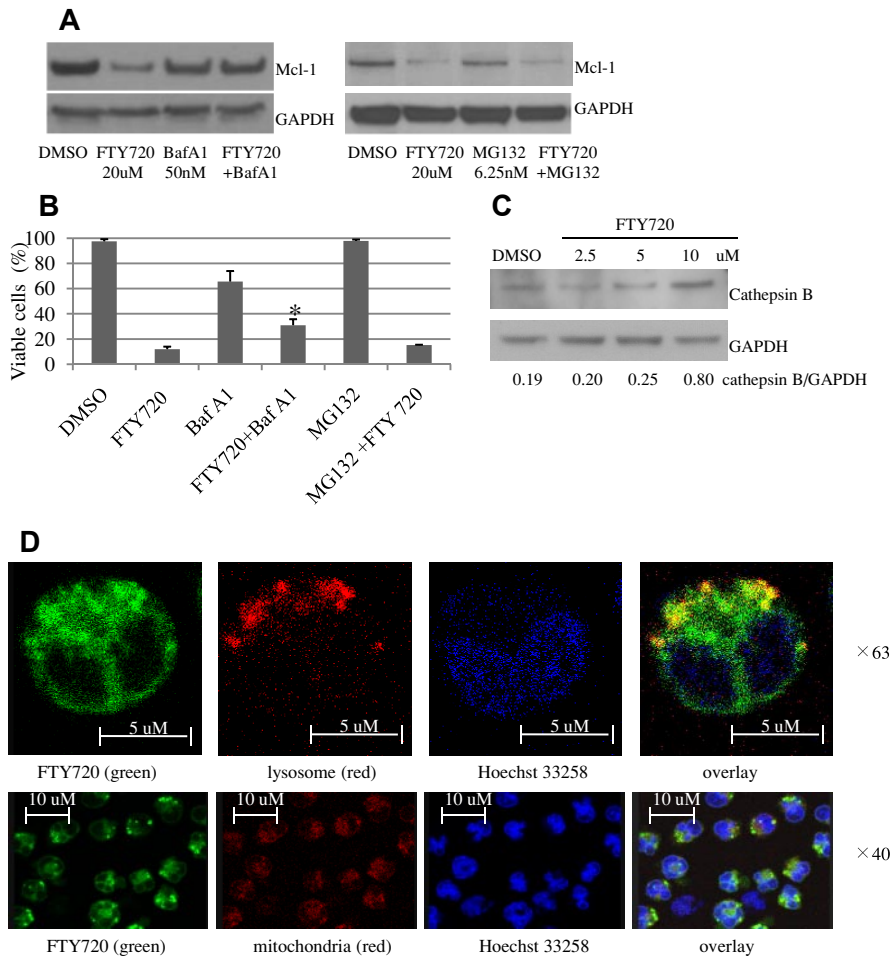 A
Mcl-1
GAPDH
DMSO FTY720 BafA1 FTY720
20uM 50nM +BafA1
Mcl-1
GAPDH
DMSO FTY720 MG132 FTY720
20uM 6.25nM +MG132
B
Viable cells (%)
100
80
60
40
20
0
*
DMSO
FTY720
Baf A1
FTY720+Baf A1
MG132
MG132 +FTY 720
C
FTY720
DMSO 2.5 5 10 uM
Cathepsin B
GAPDH
0.19 0.20 0.25 0.80 cathepsin B/GAPDH
D
5 uM 5 uM 5 uM 5 uM
×63
FTY720 (green) lysosome (red) Hoechst 33258 overlay
10 uM 10 uM 10 uM 10 uM
×40
FTY720 (green) mitochondria (red) Hoechst 33258 overlay